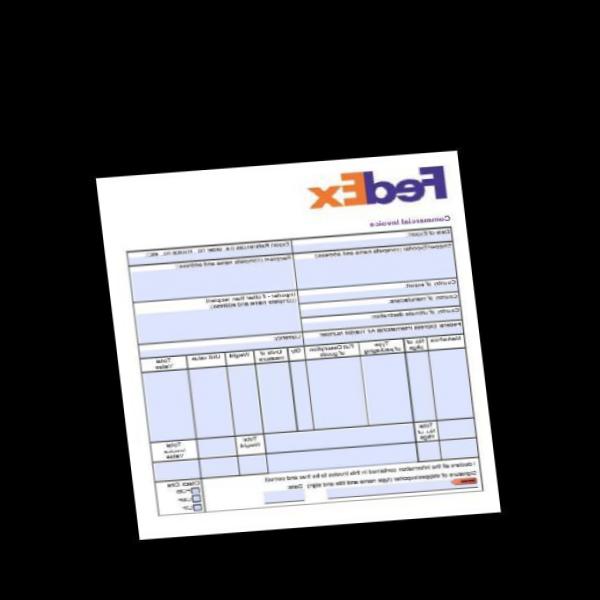 FedEx
Commercial Invoice
Date of Export:
Export References (i.e. order no., invoice no., etc.)
Shipper/Exporter (complete name and address):
Recipient (complete name and address):
Country of export:
Importer - if other than recipient
(complete name and address)
Country of manufacture:
Country of ultimate destination:
Currency:
Federal Express International Air Waybill Number:
Marks/Nos
No. of
Pkgs
Type
of packaging
Full Description
of goods
Qty
Units of
measure
Weight
Unit value
Total
Value
Total
No. of
Pkgs
Total
Weight
Total
Invoice
Value
I declare all the information contained in this invoice to be true and correct
Signature of shipper/exporter (type name and title and sign)
Date:
Check One